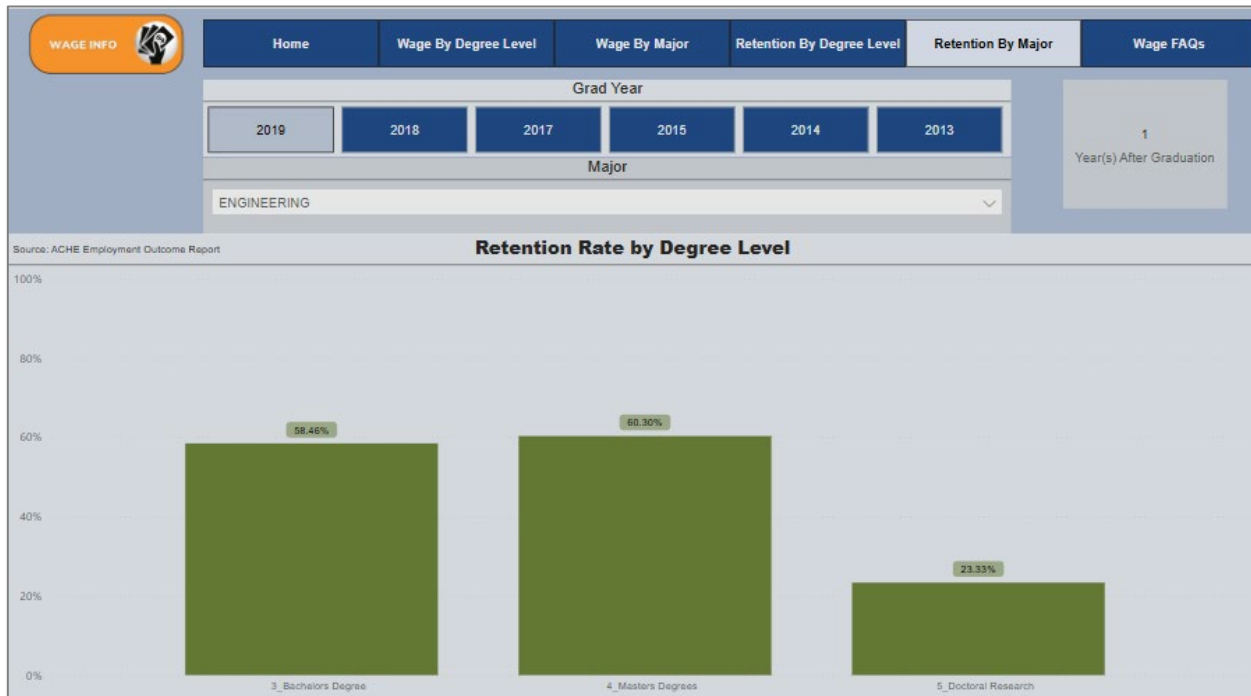 WAGE INFO
Home
Wage By Degree Level
Wage By Major
Retention By Degree Level
Retention By Major
Wage FAQs
Grad Year
2019
2018
2017
2015
2014
2013
1
Year(s) After Graduation
Major
ENGINEERING
Source: ACHE Employment Outcome Report
Retention Rate by Degree Level
100%
80%
60%
40%
20%
0%
58.46%
60.30%
23.33%
3_Bachelors Degree
4_Masters Degrees
5_Doctoral Research